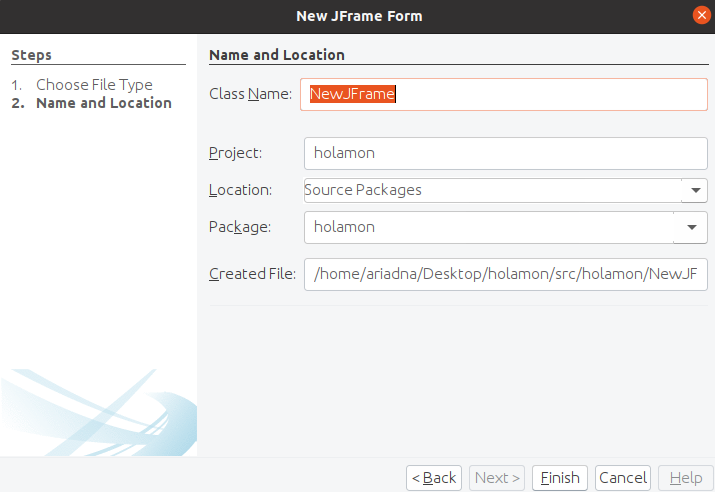 New JFrame Form
Steps
1. Choose File Type
2. Name and Location
Name and Location
Class Name: NewJFrame
Project: holamon
Location: Source Packages
Package: holamon
Created File: /home/ariadna/Desktop/holamon/src/holamon/NewJF
< Back Next > Finish Cancel Help